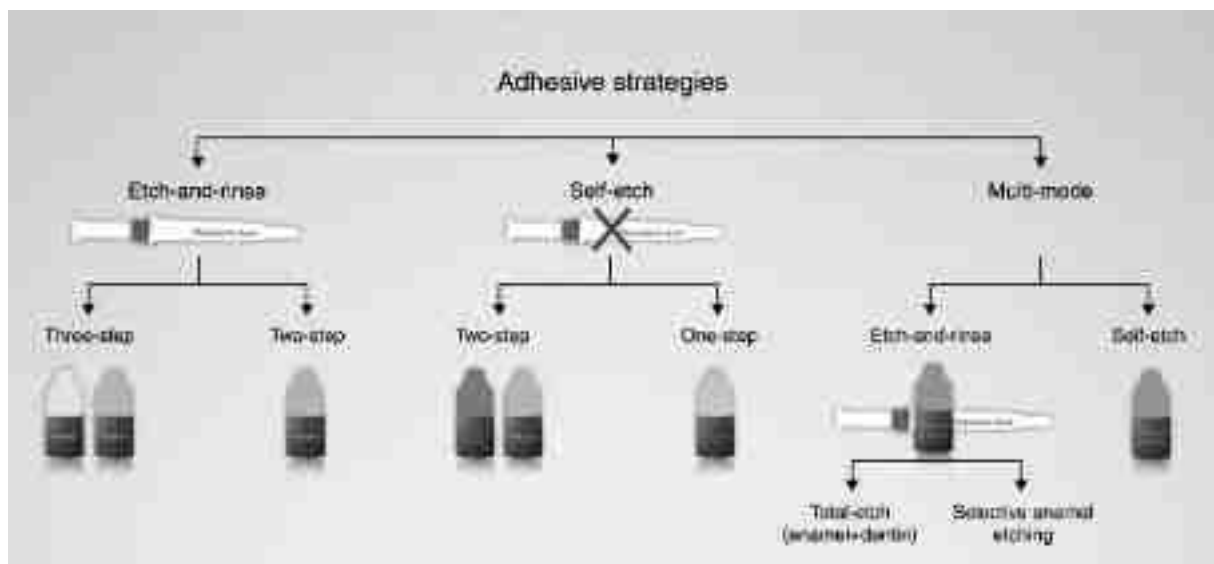 Adhesive strategies
Etch-and-rinse
Self-etch
Multi-mode
Three-step
Two-step
Two-step
One-step
Etch-and-rinse
Self-etch
Total-etch
(enamel+dentin)
Selective enamel
etching